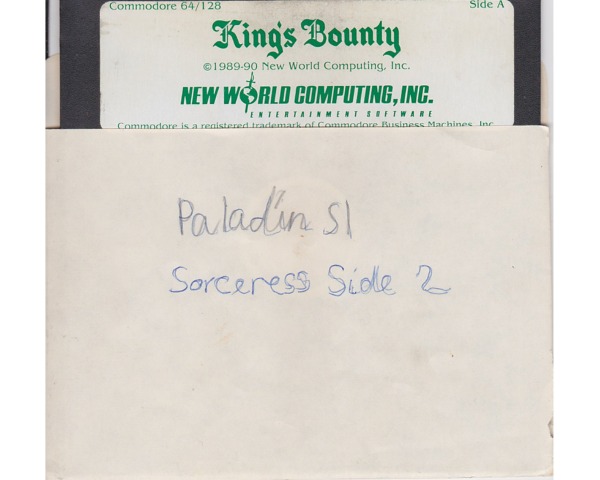 Commodore 64/128 Side A
King's Bounty
©1989-90 New World Computing, Inc.
NEW WORLD COMPUTING, INC.
ENTERTAINMENT SOFTWARE
Commodore is a registered trademark of Commodore Business Machines, Inc.
Paladin S1
Sorceress Side 2